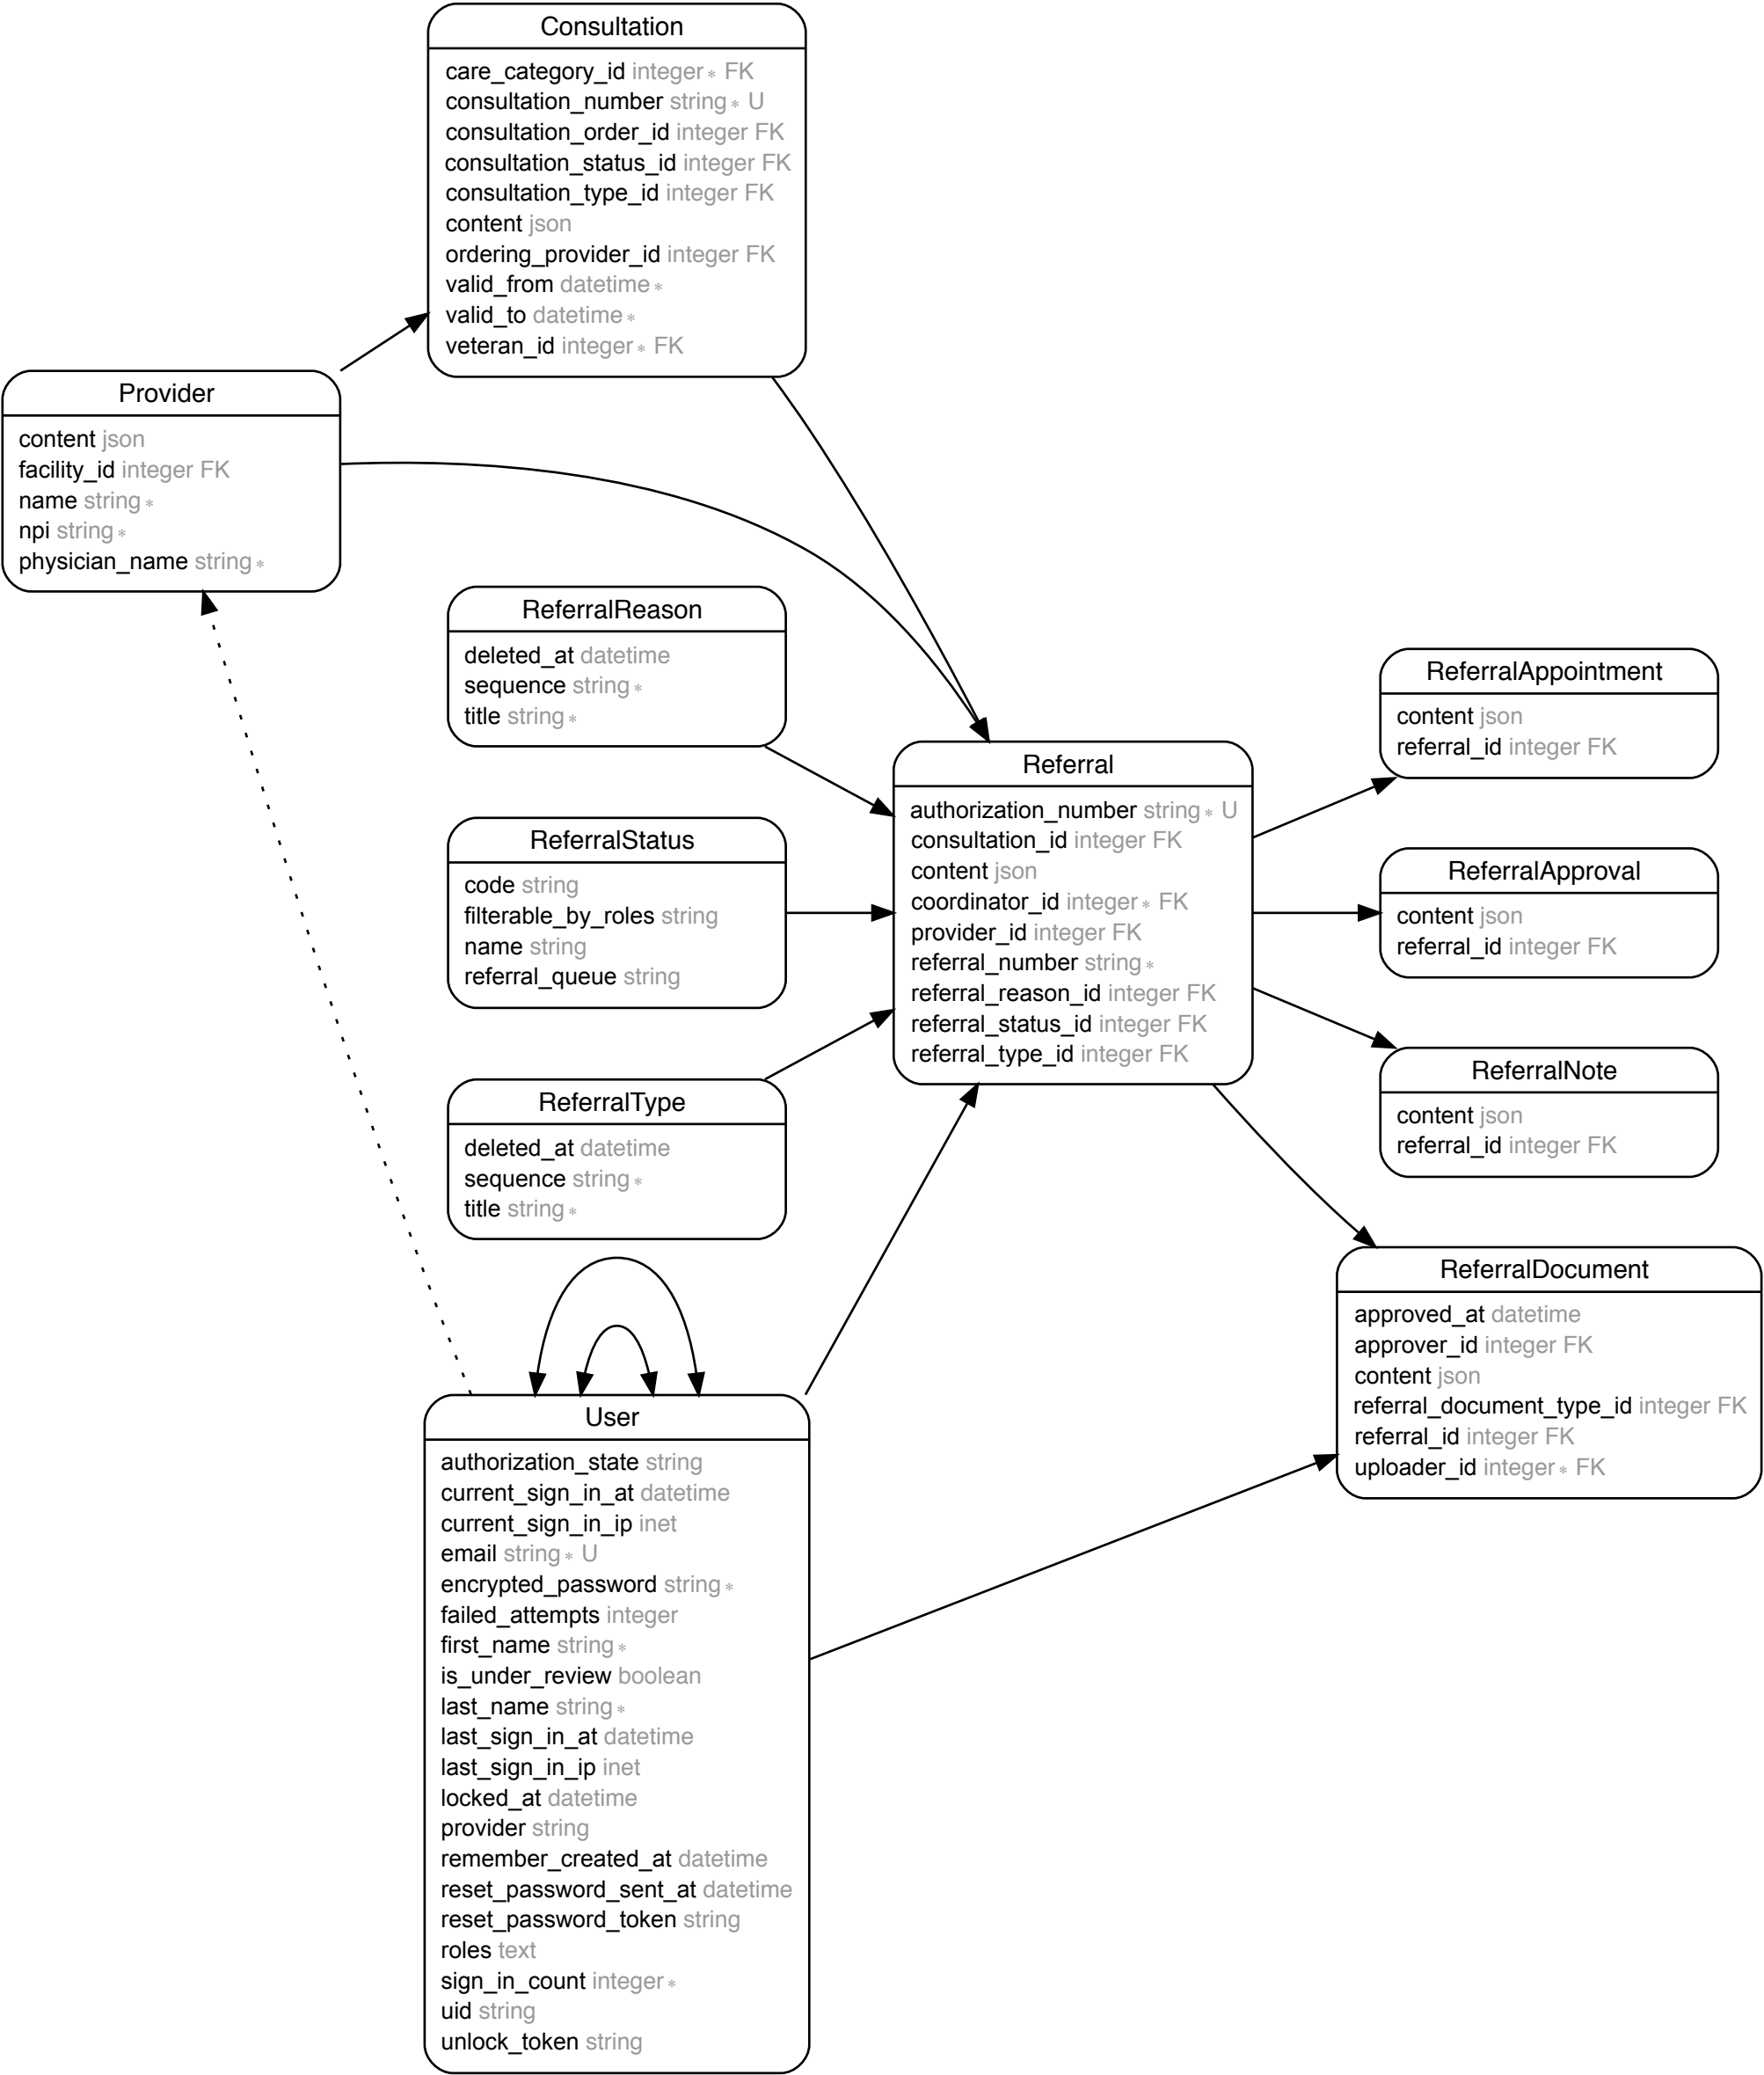 Consultation
care_category_id integer∗ FK
consultation_number string∗ U
consultation_order_id integer FK
consultation_status_id integer FK
consultation_type_id integer FK
content json
ordering_provider_id integer FK
valid_from datetime∗
valid_to datetime∗
veteran_id integer∗ FK
Provider
content json
facility_id integer FK
name string∗
npi string∗
physician_name string∗
ReferralReason
deleted_at datetime
sequence string∗
title string∗
ReferralStatus
code string
filterable_by_roles string
name string
referral_queue string
ReferralType
deleted_at datetime
sequence string∗
title string∗
Referral
authorization_number string∗ U
consultation_id integer FK
content json
coordinator_id integer∗ FK
provider_id integer FK
referral_number string∗
referral_reason_id integer FK
referral_status_id integer FK
referral_type_id integer FK
ReferralAppointment
content json
referral_id integer FK
ReferralApproval
content json
referral_id integer FK
ReferralNote
content json
referral_id integer FK
ReferralDocument
approved_at datetime
approver_id integer FK
content json
referral_document_type_id integer FK
referral_id integer FK
uploader_id integer∗ FK
User
authorization_state string
current_sign_in_at datetime
current_sign_in_ip inet
email string∗ U
encrypted_password string∗
failed_attempts integer
first_name string∗
is_under_review boolean
last_name string∗
last_sign_in_at datetime
last_sign_in_ip inet
locked_at datetime
provider string
remember_created_at datetime
reset_password_sent_at datetime
reset_password_token string
roles text
sign_in_count integer∗
uid string
unlock_token string